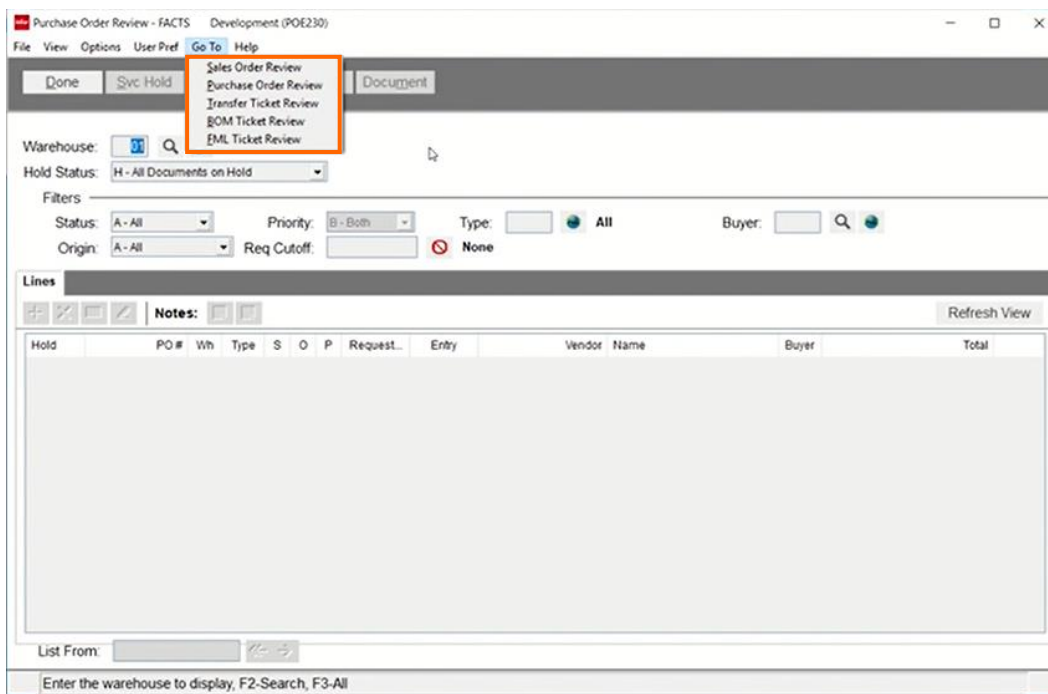 Purchase Order Review - FACTS Development (POE230)
File View Options User Pref Go To Help
Sales Order Review
Purchase Order Review
Transfer Ticket Review
BOM Ticket Review
FML Ticket Review
Done Svc Hold Document
Warehouse: 01
Hold Status: H - All Documents on Hold
Filters
Status: A - All Priority: B - Both Type: All Buyer:
Origin: A - All Req Cutoff: None
Lines
Notes: Refresh View
Hold PO # Wh Type S O P Request... Entry Vendor Name Buyer Total
List From:
Enter the warehouse to display, F2-Search, F3-All